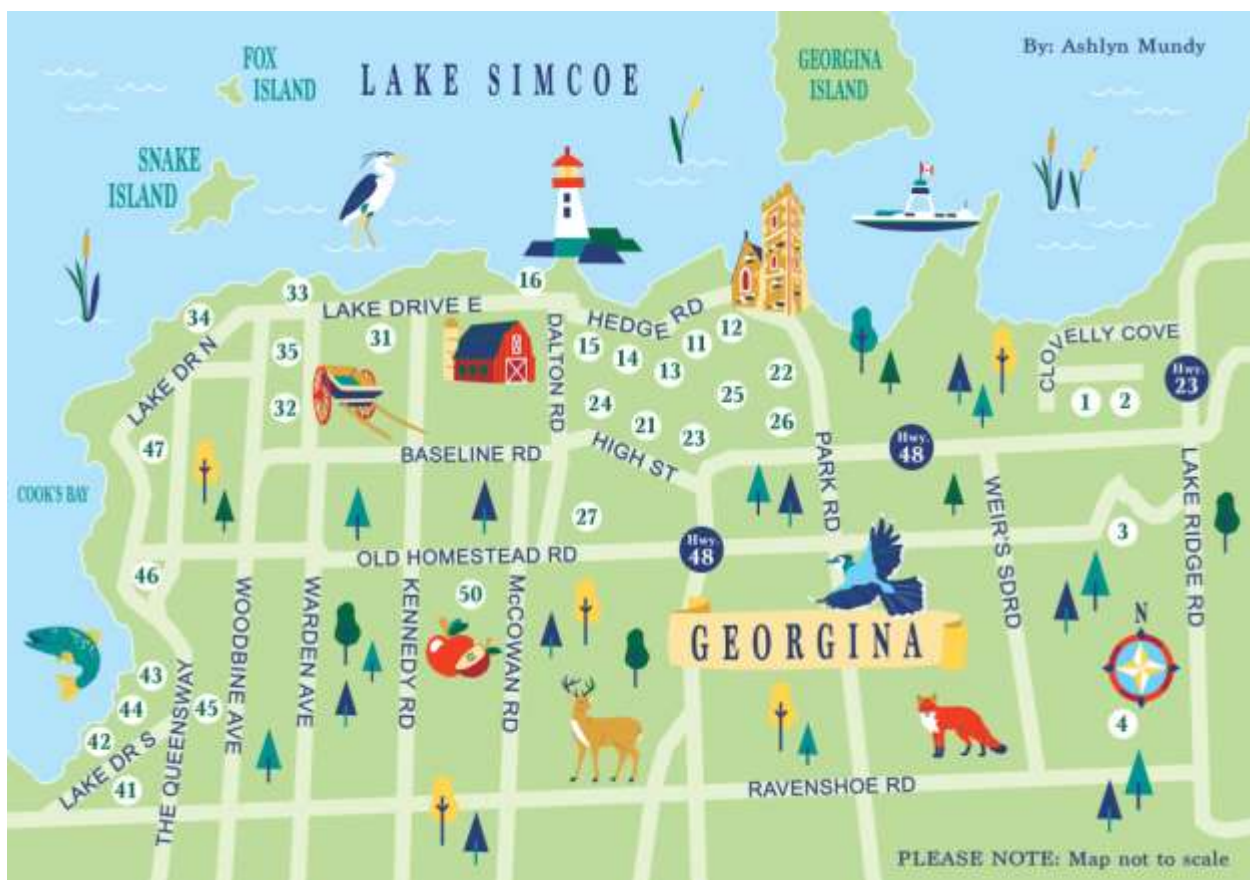 By: Ashlyn Mundy
FOX
ISLAND
LAKE SIMCOE
GEORGINA
ISLAND
SNAKE
ISLAND
16
33
LAKE DRIVE E
34
HEDGE RD
12
CLOVELLY COVE
31
35
15
14
11
13
22
LAKE DR N
DALTON RD
Hwy.
23
32
24
25
1
2
21
26
23
47
BASELINE RD
HIGH ST
PARK RD
Hwy.
48
COOK'S BAY
WEIR'S SDRD
LAKE RIDGE RD
27
3
OLD HOMESTEAD RD
Hwy.
48
46
WOODBINE AVE
WARDEN AVE
KENNEDY RD
50
McCOWAN RD
GEORGINA
N
43
44
45
42
4
LAKE DR S
41
THE QUEENSWAY
RAVENSHOE RD
PLEASE NOTE: Map not to scale